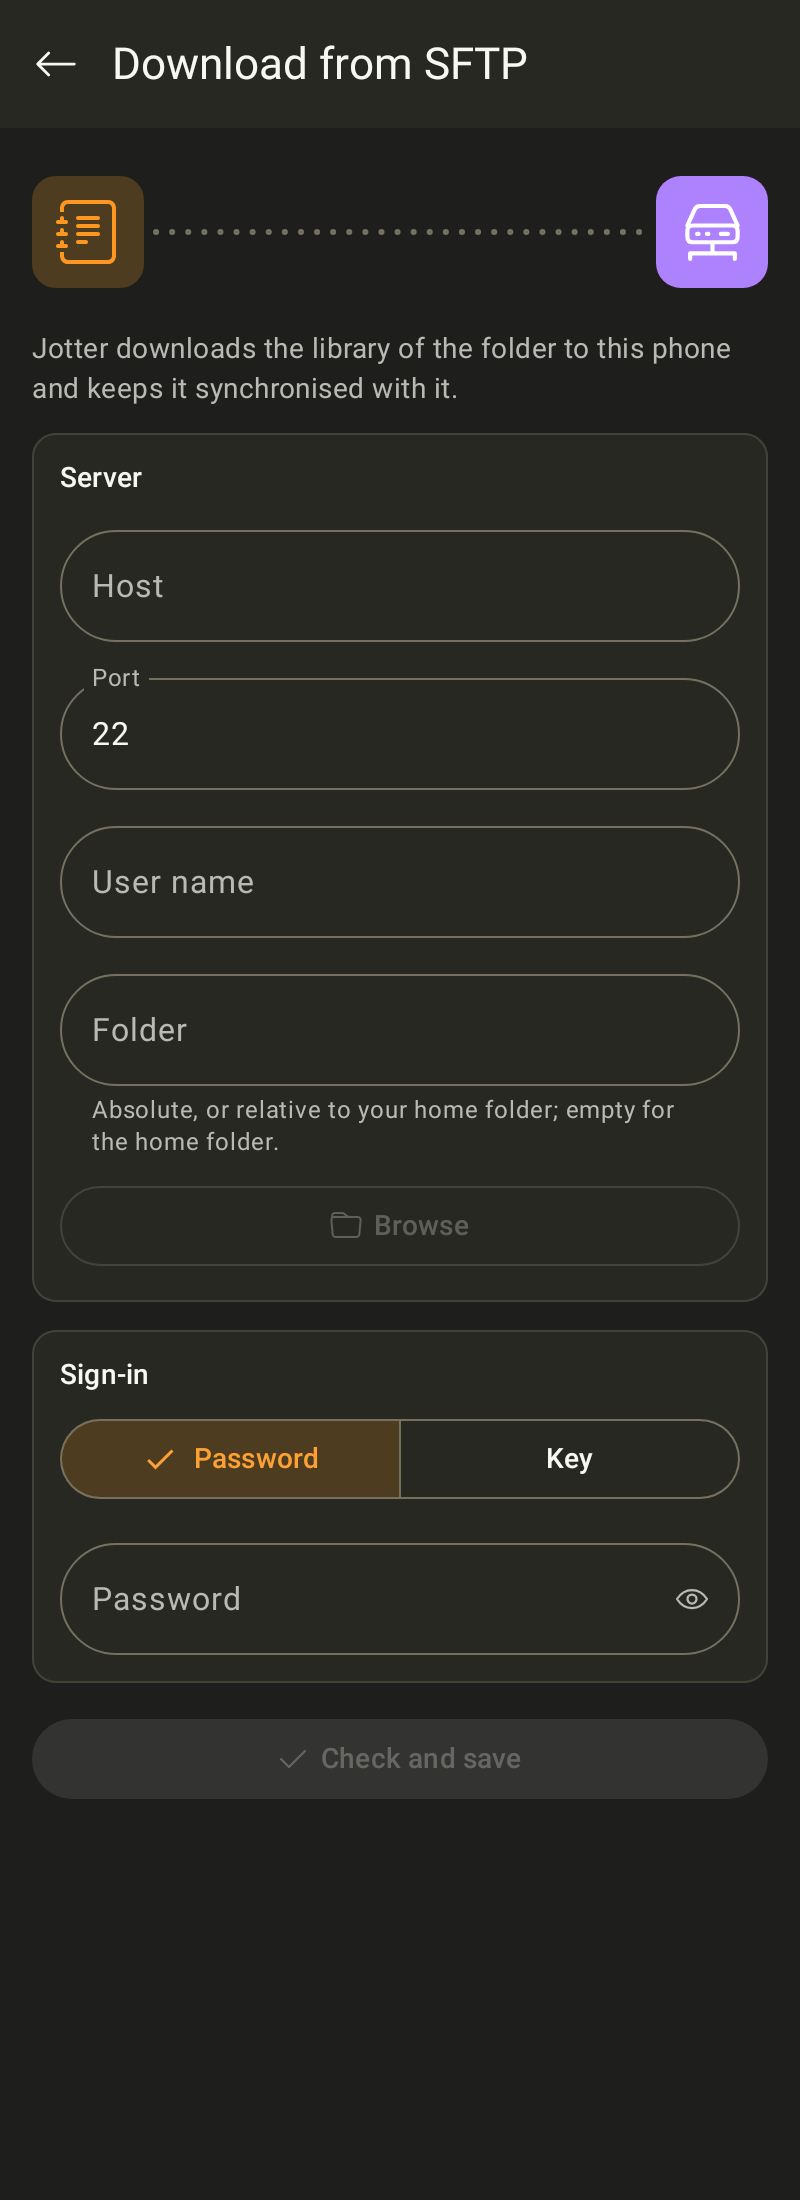 Download from SFTP
Jotter downloads the library of the folder to this phone
and keeps it synchronised with it.
Server
Host
Port
22
User name
Folder
Absolute, or relative to your home folder; empty for
the home folder.
Browse
Sign-in
Password
Key
Password
Check and save